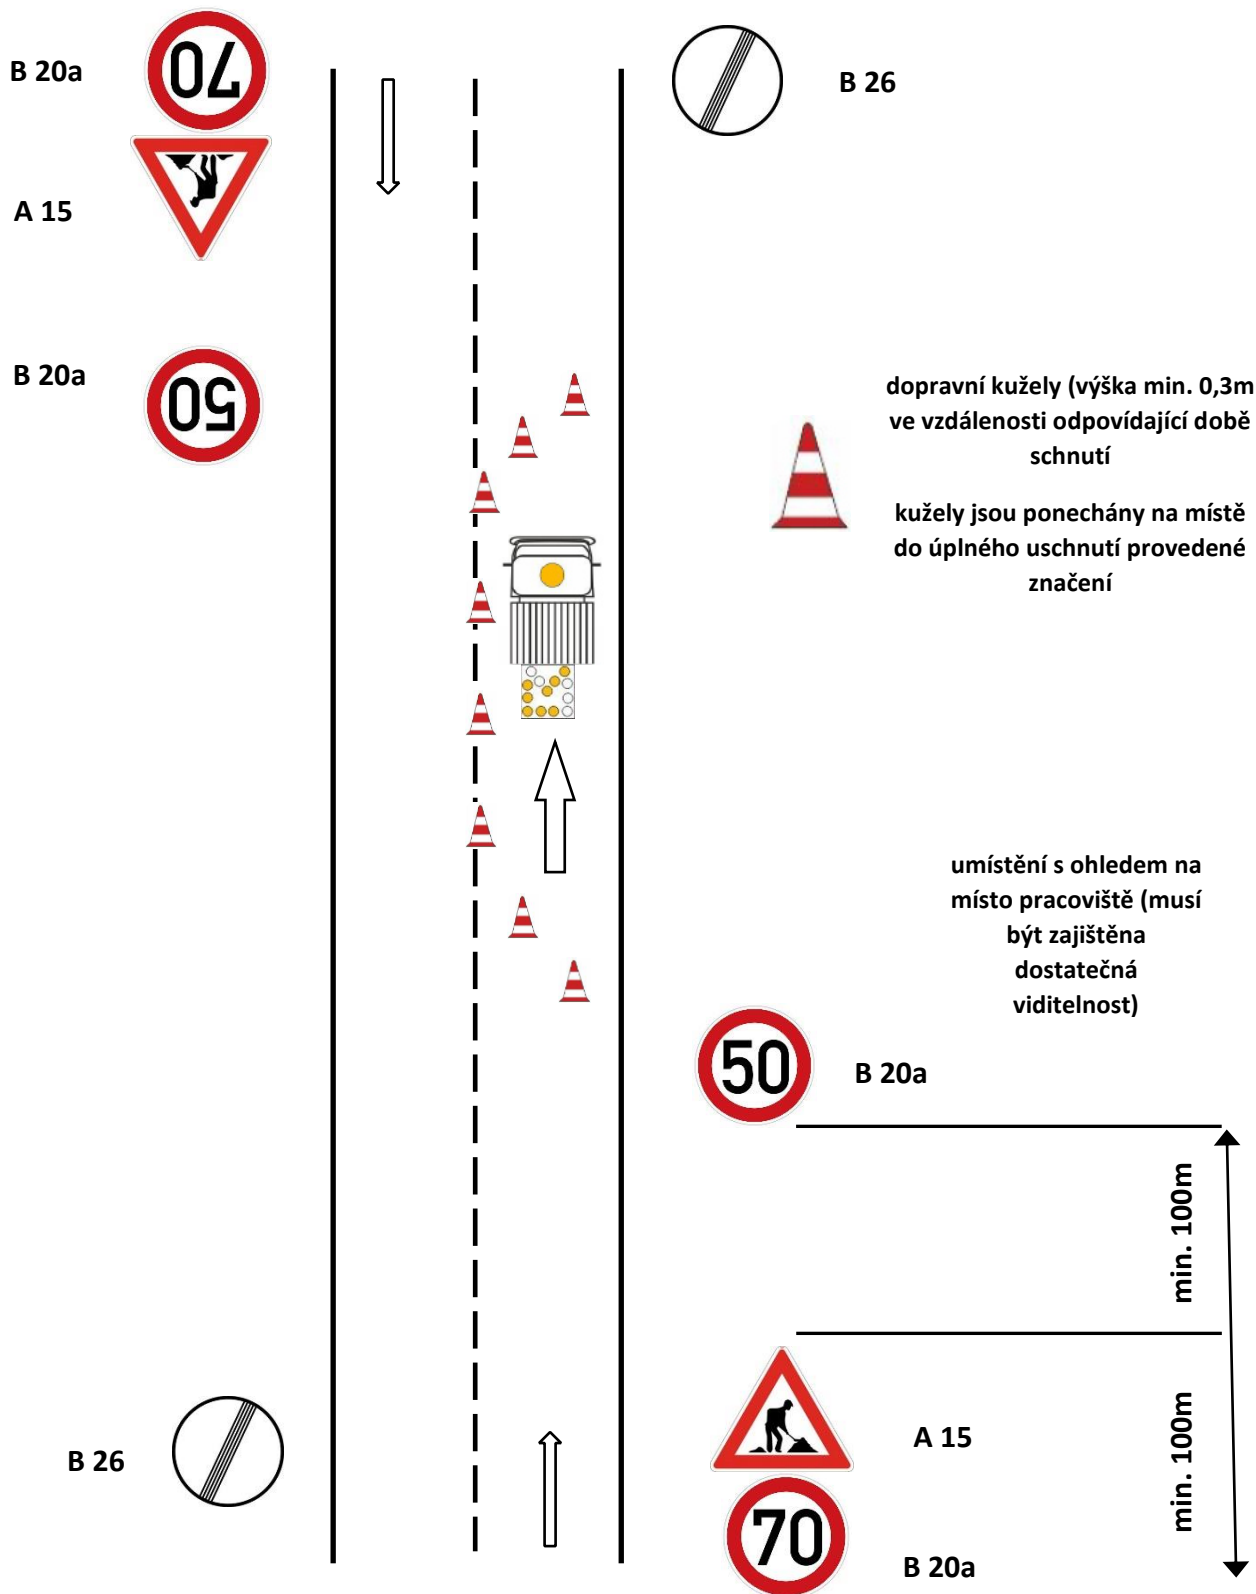 B 20a
70
B 26
A 15
B 20a
50
dopravní kužely (výška min. 0,3m
ve vzdálenosti odpovídající době
schnutí
kužely jsou ponechány na místě
do úplného uschnutí provedené
značení
umístění s ohledem na
místo pracoviště (musí
být zajištěna
dostatečná
viditelnost)
50
B 20a
min. 100m
A 15
min. 100m
B 26
70
B 20a